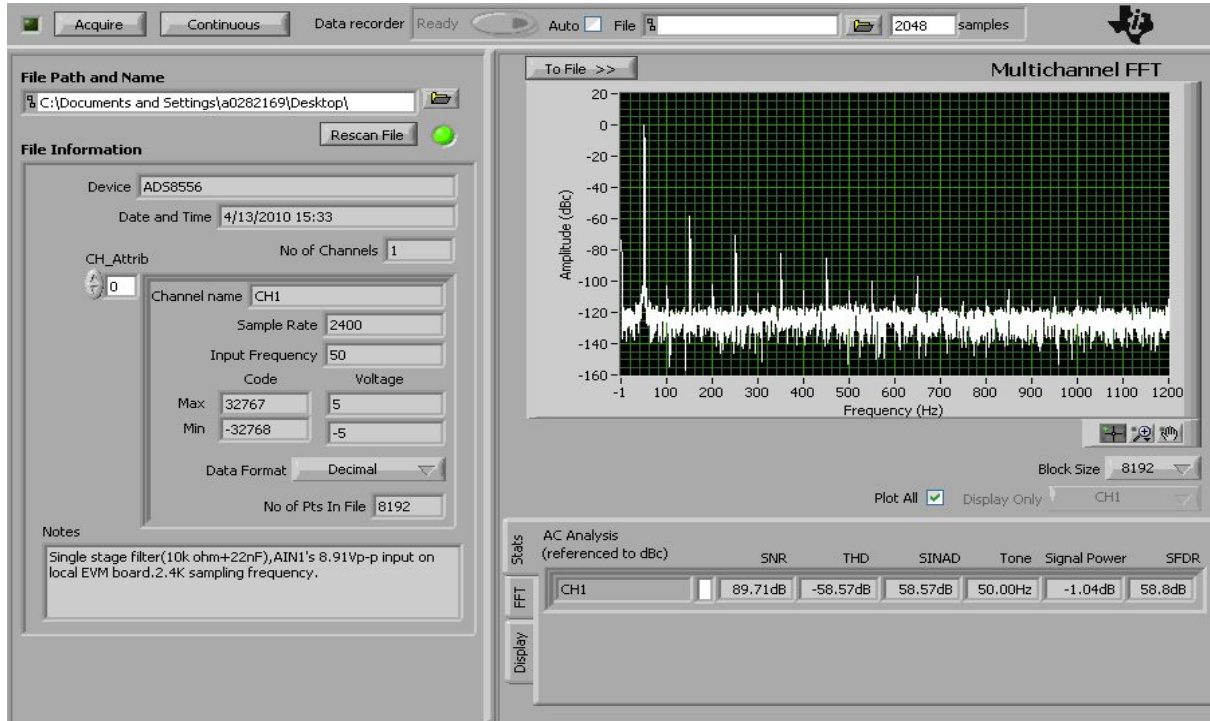 Acquire Continuous Data recorder Ready Auto File 2048 samples
File Path and Name
C:\Documents and Settings\a0282169\Desktop\
Rescan File
File Information
Device ADS8556
Date and Time 4/13/2010 15:33
No of Channels 1
CH_Attrib
0
Channel name CH1
Sample Rate 2400
Input Frequency 50
Code Voltage
Max 32767 5
Min -32768 -5
Data Format Decimal
No of Pts In File 8192
Notes
Single stage filter(10k ohm+22nF),AIN1's 8.91Vp-p input on
local EVM board.2.4K sampling frequency.
To File >>
Multichannel FFT
Amplitude (dBc)
20
0
-20
-40
-60
-80
-100
-120
-140
-160
-1 100 200 300 400 500 600 700 800 900 1000 1100 1200
Frequency (Hz)
Block Size 8192
Plot All Display Only CH1
Stats
FFT
Display
AC Analysis
(referenced to dBc) SNR THD SINAD Tone Signal Power SFDR
CH1 89.71dB -58.57dB 58.57dB 50.00Hz -1.04dB 58.8dB